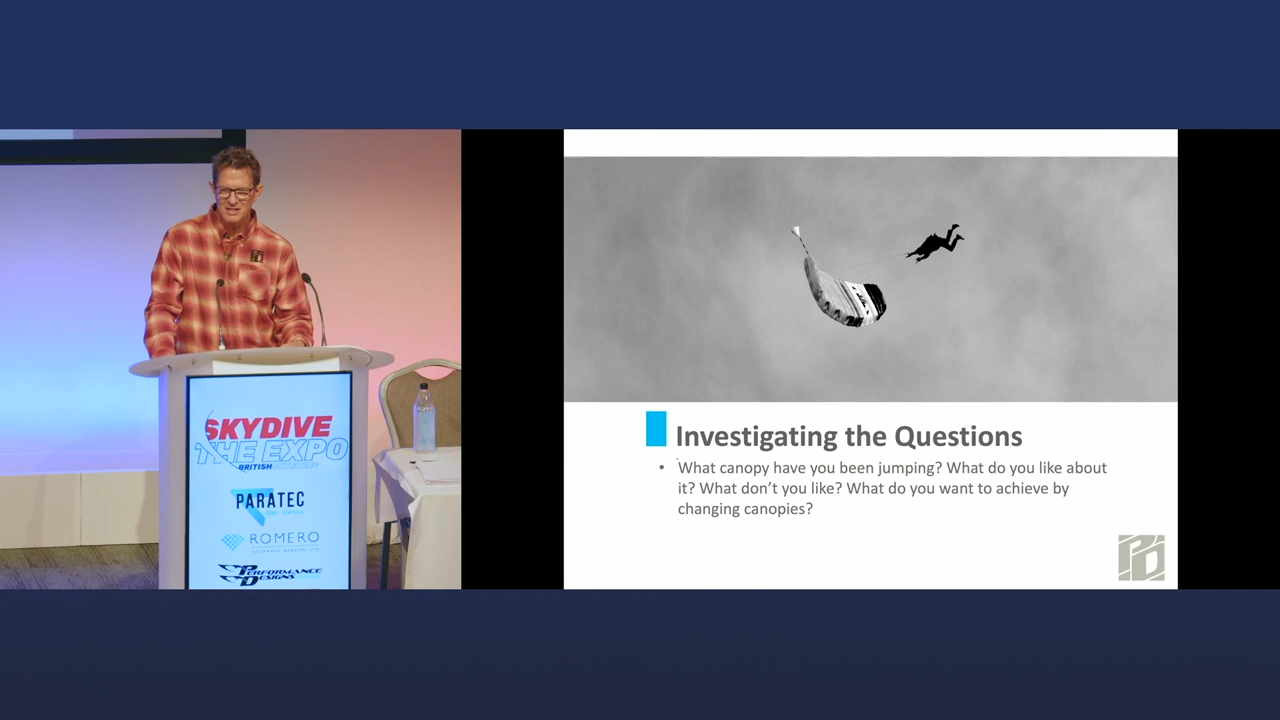 SKYDIVE
THE EXPO
BRITISH
PARATEC
ROMERO
PERFORMANCE
DESIGNS
Investigating the Questions
• What canopy have you been jumping? What do you like about
it? What don’t you like? What do you want to achieve by
changing canopies?
PD